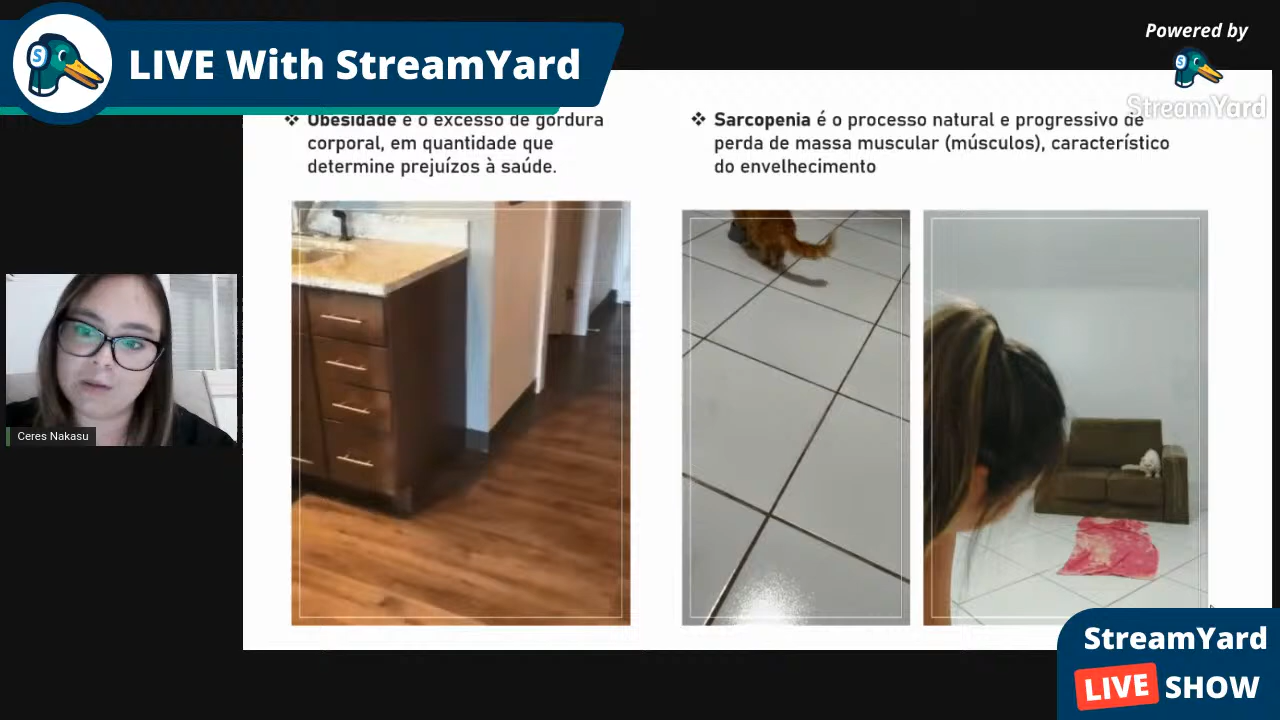 LIVE With StreamYard
Powered by
StreamYard
❖ Obesidade é o excesso de gordura
corporal, em quantidade que
determine prejuízos à saúde.
❖ Sarcopenia é o processo natural e progressivo de
perda de massa muscular (músculos), característico
do envelhecimento
Ceres Nakasu
StreamYard
LIVE SHOW